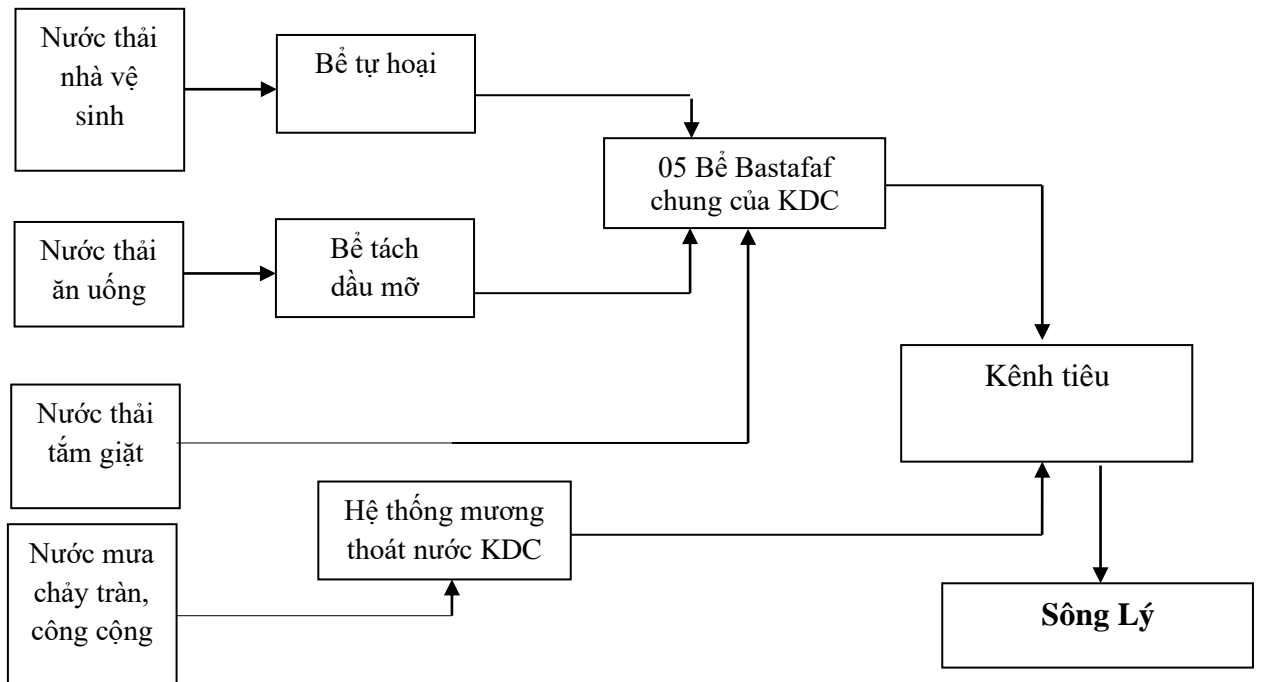 Nước thải
nhà vệ
sinh
Bể tự hoại
05 Bể Bastafaf
chung của KDC
Nước thải
ăn uống
Bể tách
dầu mỡ
Kênh tiêu
Nước thải
tắm giặt
Hệ thống mương
thoát nước KDC
Nước mưa
chảy tràn,
công cộng
Sông Lý